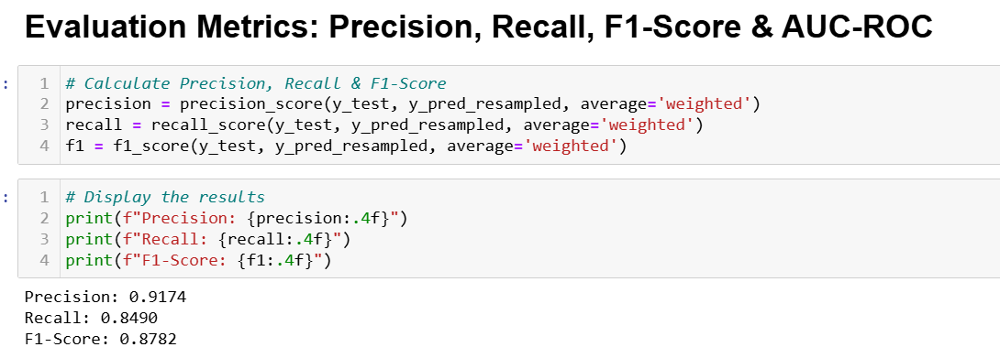 Evaluation Metrics: Precision, Recall, F1-Score & AUC-ROC
:
1 # Calculate Precision, Recall & F1-Score
2 precision = precision_score(y_test, y_pred_resampled, average='weighted')
3 recall = recall_score(y_test, y_pred_resampled, average='weighted')
4 f1 = f1_score(y_test, y_pred_resampled, average='weighted')
:
1 # Display the results
2 print(f"Precision: {precision:.4f}")
3 print(f"Recall: {recall:.4f}")
4 print(f"F1-Score: {f1:.4f}")
Precision: 0.9174
Recall: 0.8490
F1-Score: 0.8782